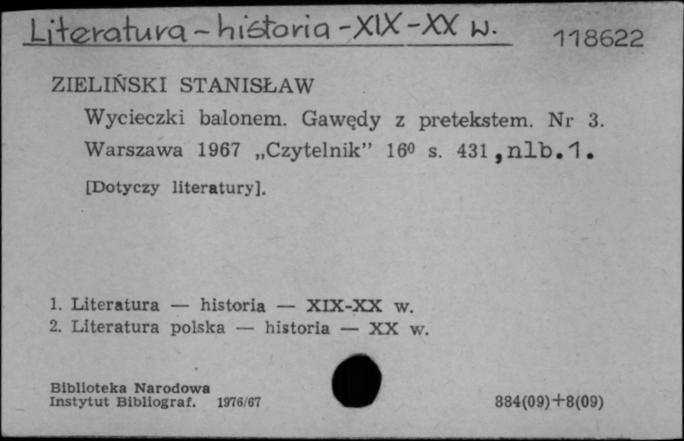 Literatura - historia - XIX - XX w.
118622
ZIELIŃSKI STANISŁAW
Wycieczki balonem. Gawędy z pretekstem. Nr 3.
Warszawa 1967 „Czytelnik” 16⁰ s. 431, nlb. 1.
[Dotyczy literatury].
1. Literatura — historia — XIX-XX w.
2. Literatura polska — historia — XX w.
Biblioteka Narodowa
Instytut Bibliograf. 1976/67
884(09)+8(09)